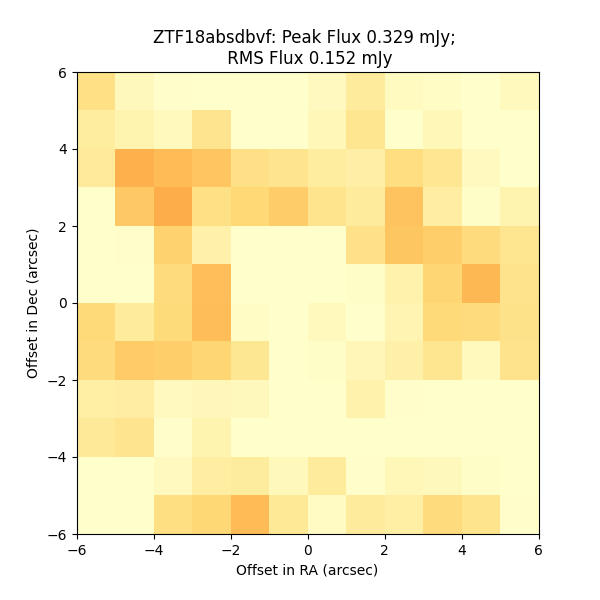 ZTF18absdbvf: Peak Flux 0.329 mJy;
RMS Flux 0.152 mJy
6
4
2
0
−2
−4
−6
Offset in Dec (arcsec)
−6 −4 −2 0 2 4 6
Offset in RA (arcsec)